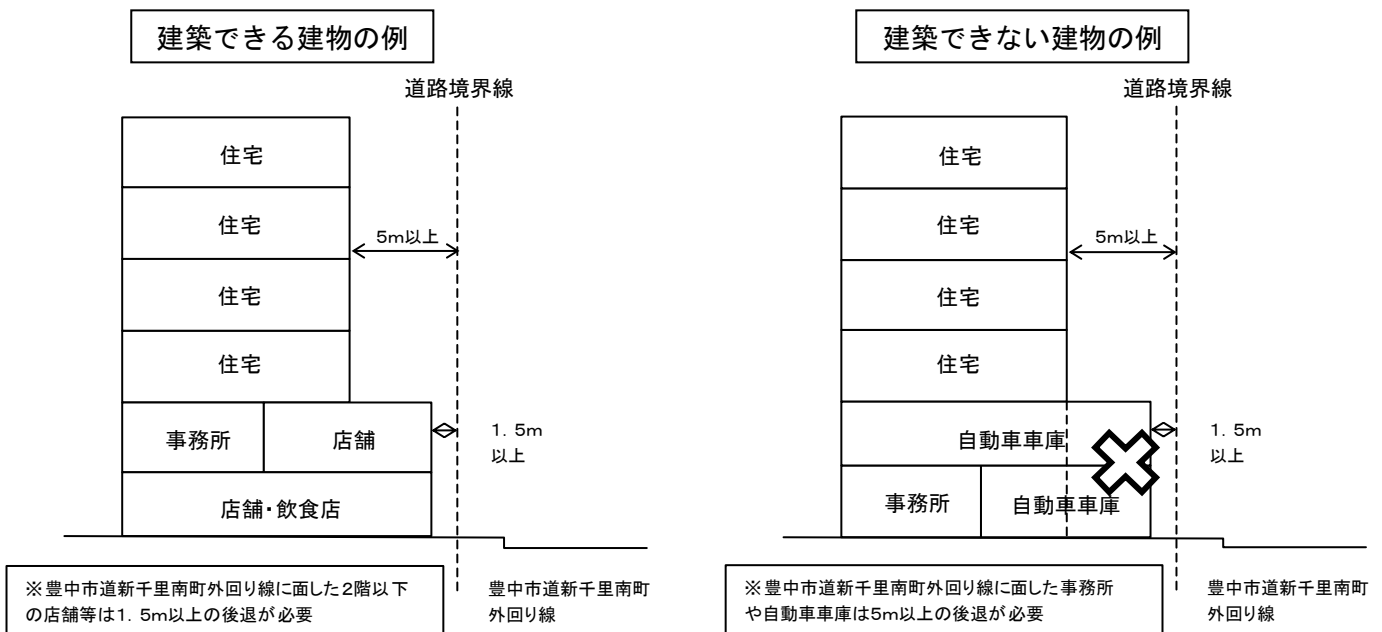 建築できる建物の例
道路境界線
住宅
住宅
5m以上
住宅
住宅
事務所
店舗
1．5m
以上
店舗・飲食店
※豊中市道新千里南町外回り線に面した2階以下
の店舗等は1．5m以上の後退が必要
豊中市道新千里南町
外回り線
建築できない建物の例
道路境界線
住宅
住宅
5m以上
住宅
住宅
自動車車庫
1．5m
以上
事務所
自動車車庫
※豊中市道新千里南町外回り線に面した事務所
や自動車車庫は5m以上の後退が必要
豊中市道新千里南町
外回り線